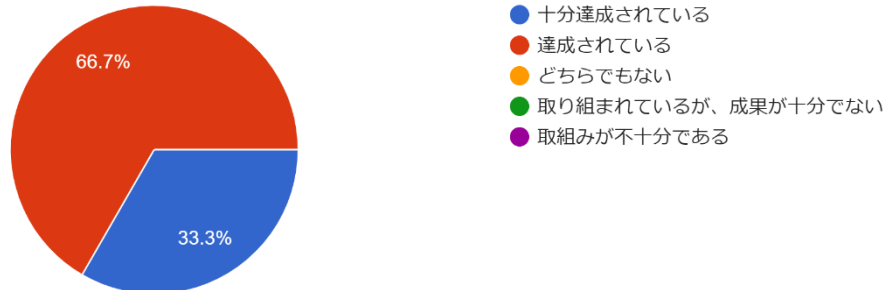 66.7%
33.3%
十分達成されている
達成されている
どちらでもない
取り組まれているが、成果が十分でない
取組みが不十分である